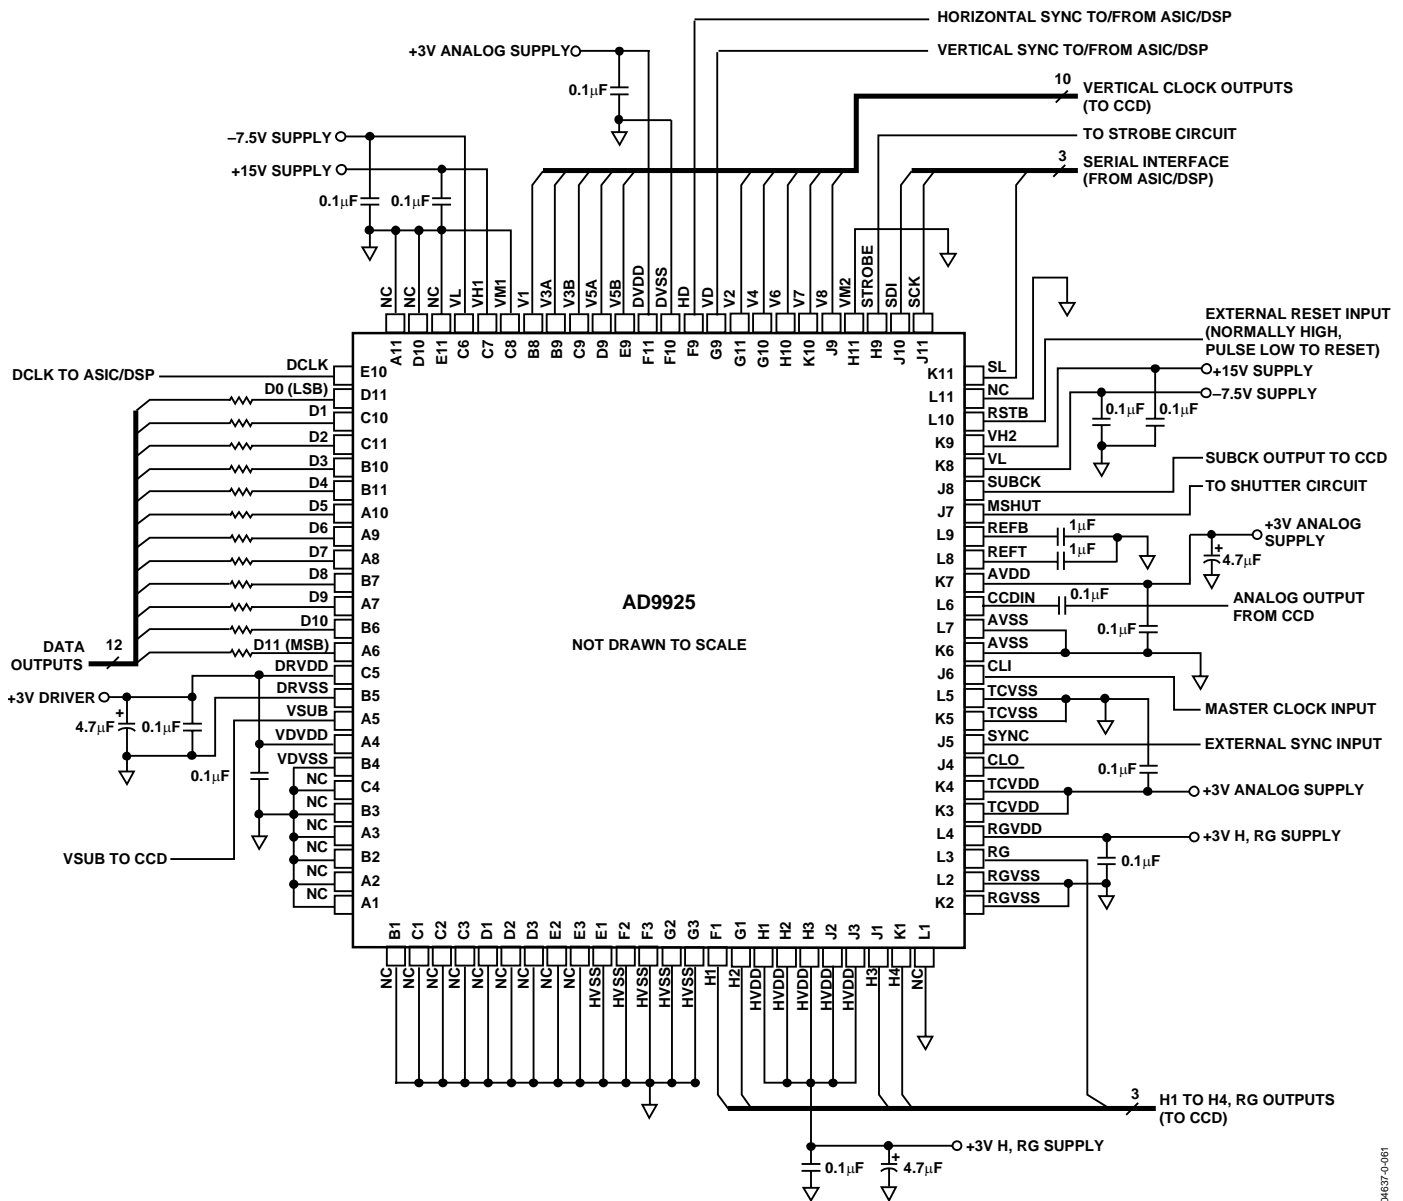 HORIZONTAL SYNC TO/FROM ASIC/DSP
+3V ANALOG SUPPLY
VERTICAL SYNC TO/FROM ASIC/DSP
0.1μF
10
VERTICAL CLOCK OUTPUTS
(TO CCD)
–7.5V SUPPLY
TO STROBE CIRCUIT
+15V SUPPLY
3
SERIAL INTERFACE
(FROM ASIC/DSP)
0.1μF
0.1μF
NC
NC
NC
VL
VH1
VM1
V1
V3A
V3B
V5A
V5B
DVDD
DVSS
HD
VD
V2
V4
V6
V7
V8
VM2
STROBE
SDI
SCK
A11
D10
E11
C6
C7
C8
B8
B9
C9
D9
E9
F11
F10
F9
G9
G11
G10
H10
K10
J9
H11
H9
J10
J11
DCLK TO ASIC/DSP
DCLK
E10
D0 (LSB)
D11
D1
C10
D2
C11
D3
B10
D4
B11
D5
A10
D6
A9
D7
A8
D8
B7
D9
A7
D10
B6
D11 (MSB)
A6
DATA
OUTPUTS
12
DRVDD
C5
+3V DRIVER
DRVSS
B5
4.7μF
+
0.1μF
VSUB
A5
VDVDD
A4
VDVSS
B4
0.1μF
NC
C4
NC
B3
NC
A3
NC
B2
NC
A2
NC
A1
VSUB TO CCD
AD9925
NOT DRAWN TO SCALE
EXTERNAL RESET INPUT
(NORMALLY HIGH,
PULSE LOW TO RESET)
+15V SUPPLY
–7.5V SUPPLY
0.1μF
0.1μF
K11
SL
L11
NC
L10
RSTB
K9
VH2
K8
VL
J8
SUBCK
SUBCK OUTPUT TO CCD
J7
MSHUT
TO SHUTTER CIRCUIT
L9
REFB
1μF
L8
REFT
1μF
+3V ANALOG
SUPPLY
+
4.7μF
K7
AVDD
L6
CCDIN
0.1μF
ANALOG OUTPUT
FROM CCD
L7
AVSS
0.1μF
K6
AVSS
J6
CLI
L5
TCVSS
MASTER CLOCK INPUT
K5
TCVSS
J5
SYNC
EXTERNAL SYNC INPUT
J4
CLO
0.1μF
K4
TCVDD
+3V ANALOG SUPPLY
K3
TCVDD
L4
RGVDD
+3V H, RG SUPPLY
L3
RG
0.1μF
L2
RGVSS
K2
RGVSS
B1
C1
C2
C3
D1
D2
D3
E2
E3
E1
F2
F3
G2
G3
F1
G1
H1
H2
H3
J2
J3
J1
K1
L1
NC
NC
NC
NC
NC
NC
NC
NC
NC
HVSS
HVSS
HVSS
HVSS
HVSS
H1
H2
HVDD
HVDD
HVDD
HVDD
HVDD
H3
H4
NC
3
H1 TO H4, RG OUTPUTS
(TO CCD)
+3V H, RG SUPPLY
0.1μF
+
4.7μF
04637-0-061